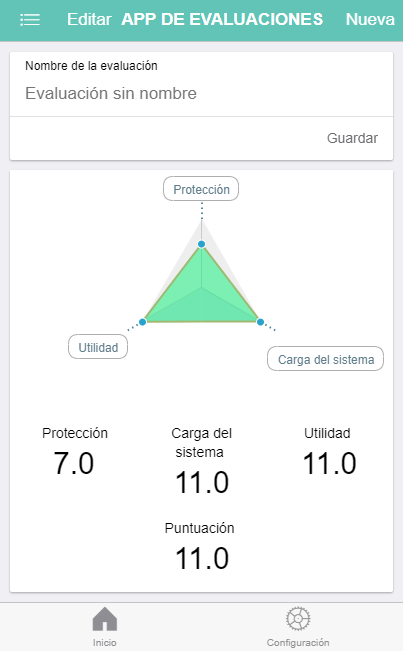 Editar APP DE EVALUACIONES Nueva
Nombre de la evaluación
Evaluación sin nombre
Guardar
Protección
Utilidad
Carga del sistema
Protección
7.0
Carga del
sistema
11.0
Utilidad
11.0
Puntuación
11.0
Inicio
Configuración